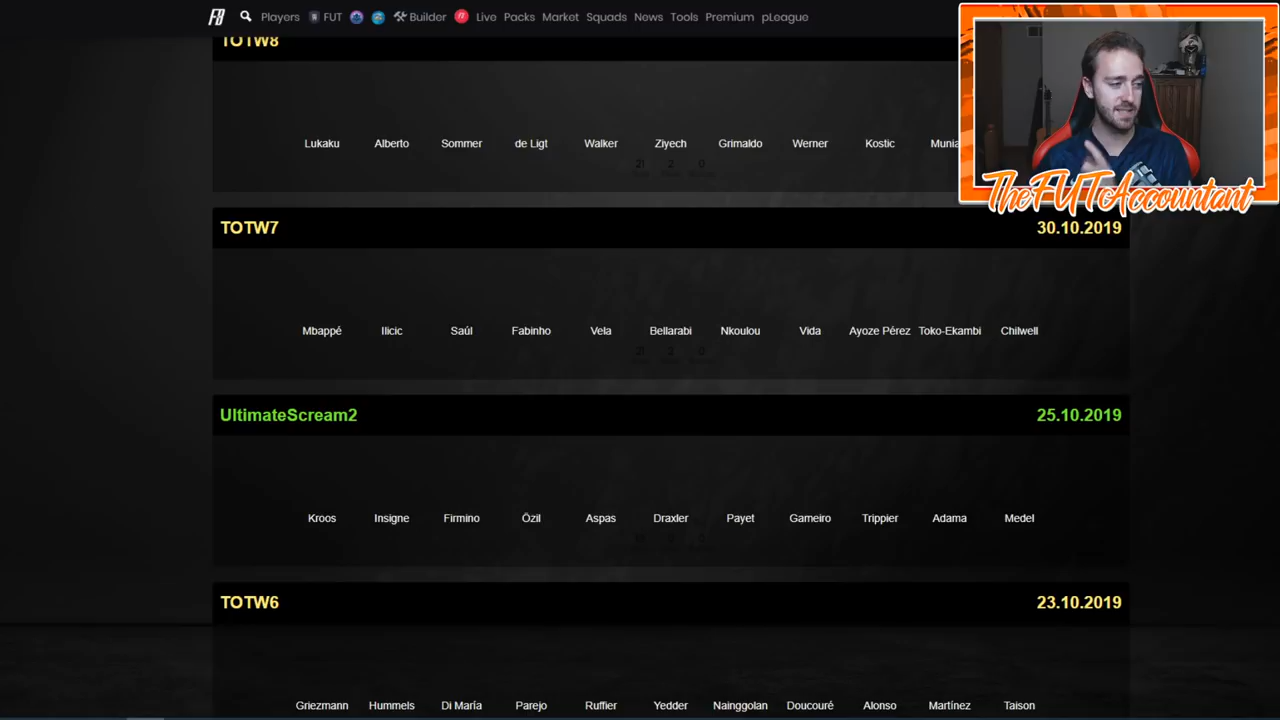 F8 Players FUT Builder Live Packs Market Squads News Tools Premium pLeague
TheFUTAccountant
TOTW8
Lukaku Alberto Sommer de Ligt Walker Ziyech Grimaldo Werner Kostic
TOTW7 30.10.2019
Mbappé Ilicic Saúl Fabinho Vela Bellarabi Nkoulou Vida Ayoze Pérez Toko-Ekambi Chilwell
UltimateScream2 25.10.2019
Kroos Insigne Firmino Özil Aspas Draxler Payet Gameiro Trippier Adama Medel
TOTW6 23.10.2019
Griezmann Hummels Di María Parejo Ruffier Yedder Nainggolan Doucouré Alonso Martínez Taison